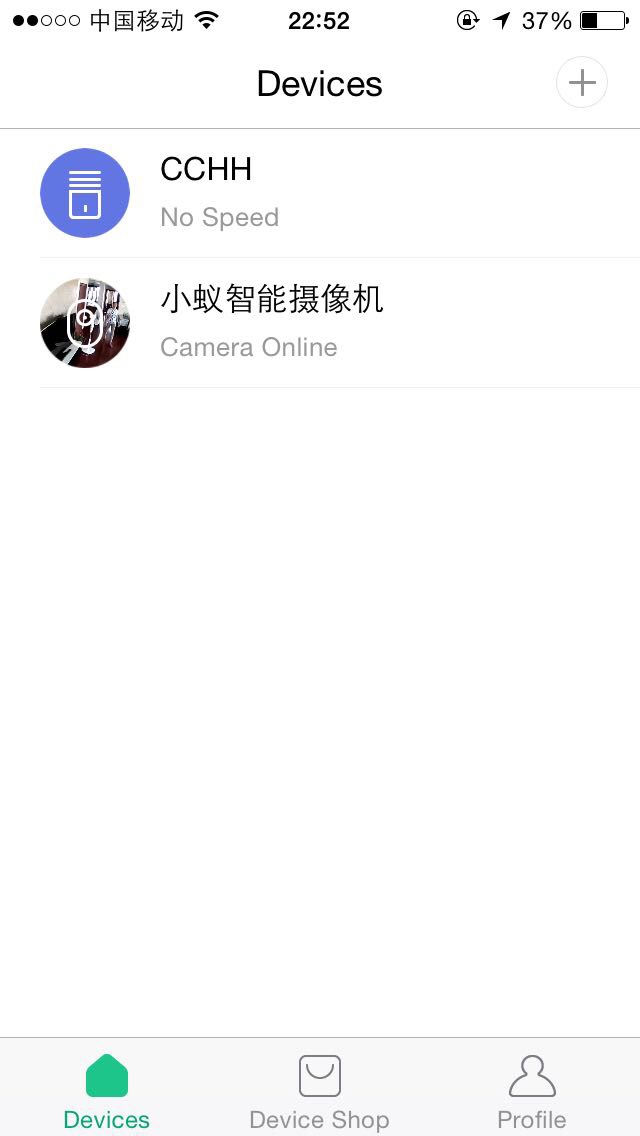 中国移动 22:52 37%
Devices
CCHH
No Speed
小蚁智能摄像机
Camera Online
Devices Device Shop Profile